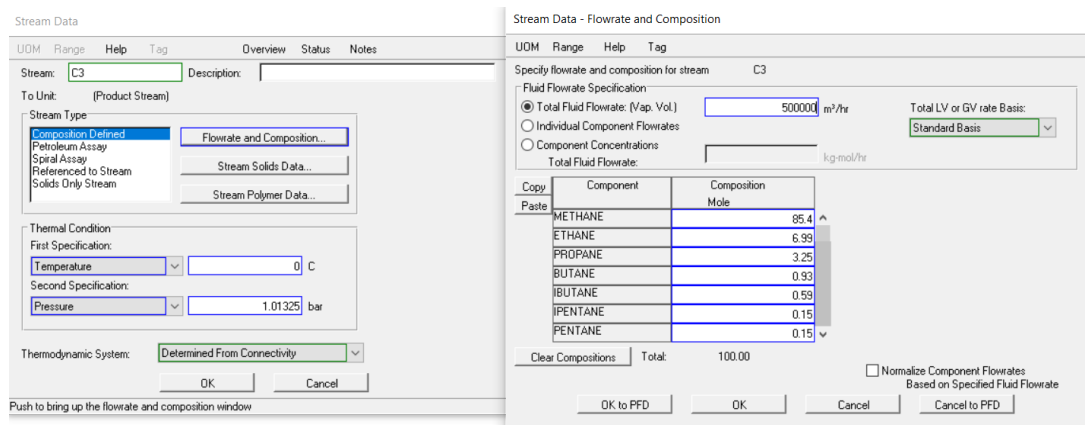 Stream Data
UOM Range Help Tag Overview Status Notes
Stream: C3 Description:
To Unit: (Product Stream)
Stream Type
Composition Defined
Petroleum Assay
Spiral Assay
Referenced to Stream
Solids Only Stream
Flowrate and Composition...
Stream Solids Data...
Stream Polymer Data...
Thermal Condition
First Specification:
Temperature 0 C
Second Specification:
Pressure 1.01325 bar
Thermodynamic System: Determined From Connectivity
OK Cancel
Push to bring up the flowrate and composition window
Stream Data - Flowrate and Composition
UOM Range Help Tag
Specify flowrate and composition for stream C3
Fluid Flowrate Specification
Total Fluid Flowrate: (Vap. Vol.) 500000 m³/hr
Individual Component Flowrates
Component Concentrations
Total Fluid Flowrate: kg-mol/hr
Total LV or GV rate Basis:
Standard Basis
Copy
Paste
Component Composition
Mole
METHANE 85.4
ETHANE 6.99
PROPANE 3.25
BUTANE 0.93
IBUTANE 0.59
IPENTANE 0.15
PENTANE 0.15
Clear Compositions Total: 100.00
Normalize Component Flowrates
Based on Specified Fluid Flowrate
OK to PFD OK Cancel Cancel to PFD